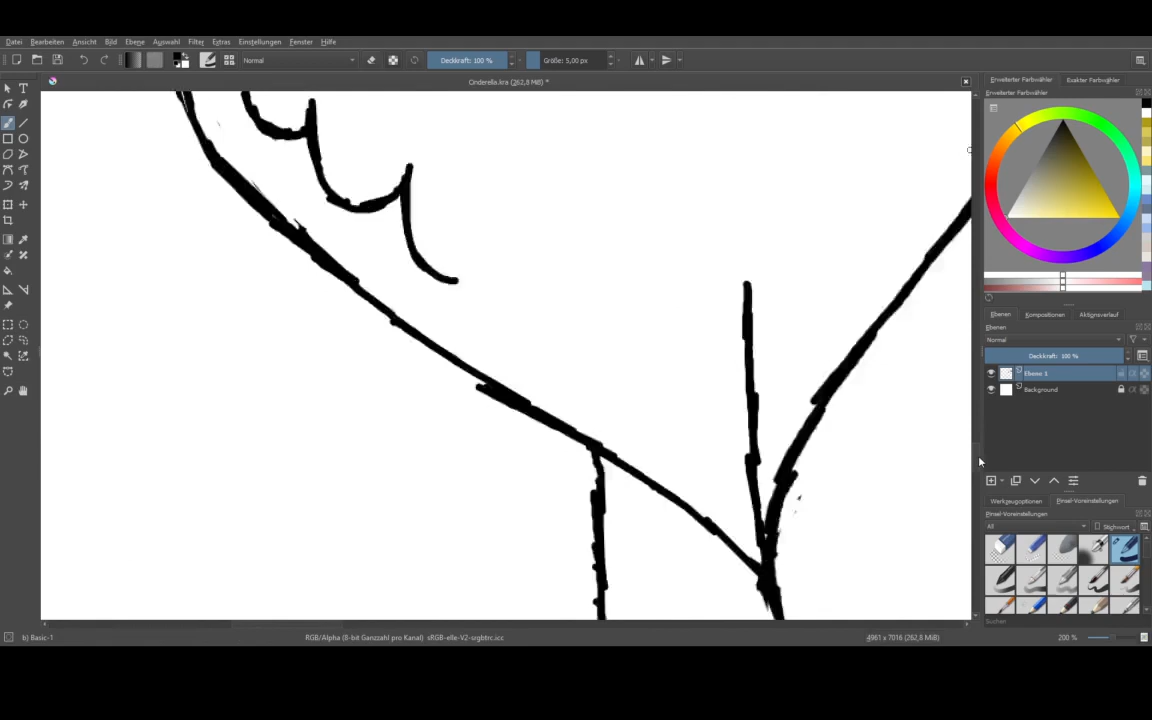 Datei Bearbeiten Ansicht Bild Ebene Auswahl Filter Extras Einstellungen Fenster Hilfe
Normal Deckkraft: 100 % Größe: 5,00 px
Cinderella.kra (262,8 MiB) *
Erweiterter Farbwähler Exakter Farbwähler
Erweiterter Farbwähler
Ebenen Kompositionen Aktionsverlauf
Ebenen
Normal
Deckkraft: 100 %
Ebene 1
Background
Werkzeugoptionen Pinsel-Voreinstellungen
Pinsel-Voreinstellungen
All Stichwort
Suchen
b) Basic-1 RGB/Alpha (8-bit Ganzzahl pro Kanal) sRGB-elle-V2-srgbtrc.icc 4961 x 7016 (262,8 MiB) 200 %